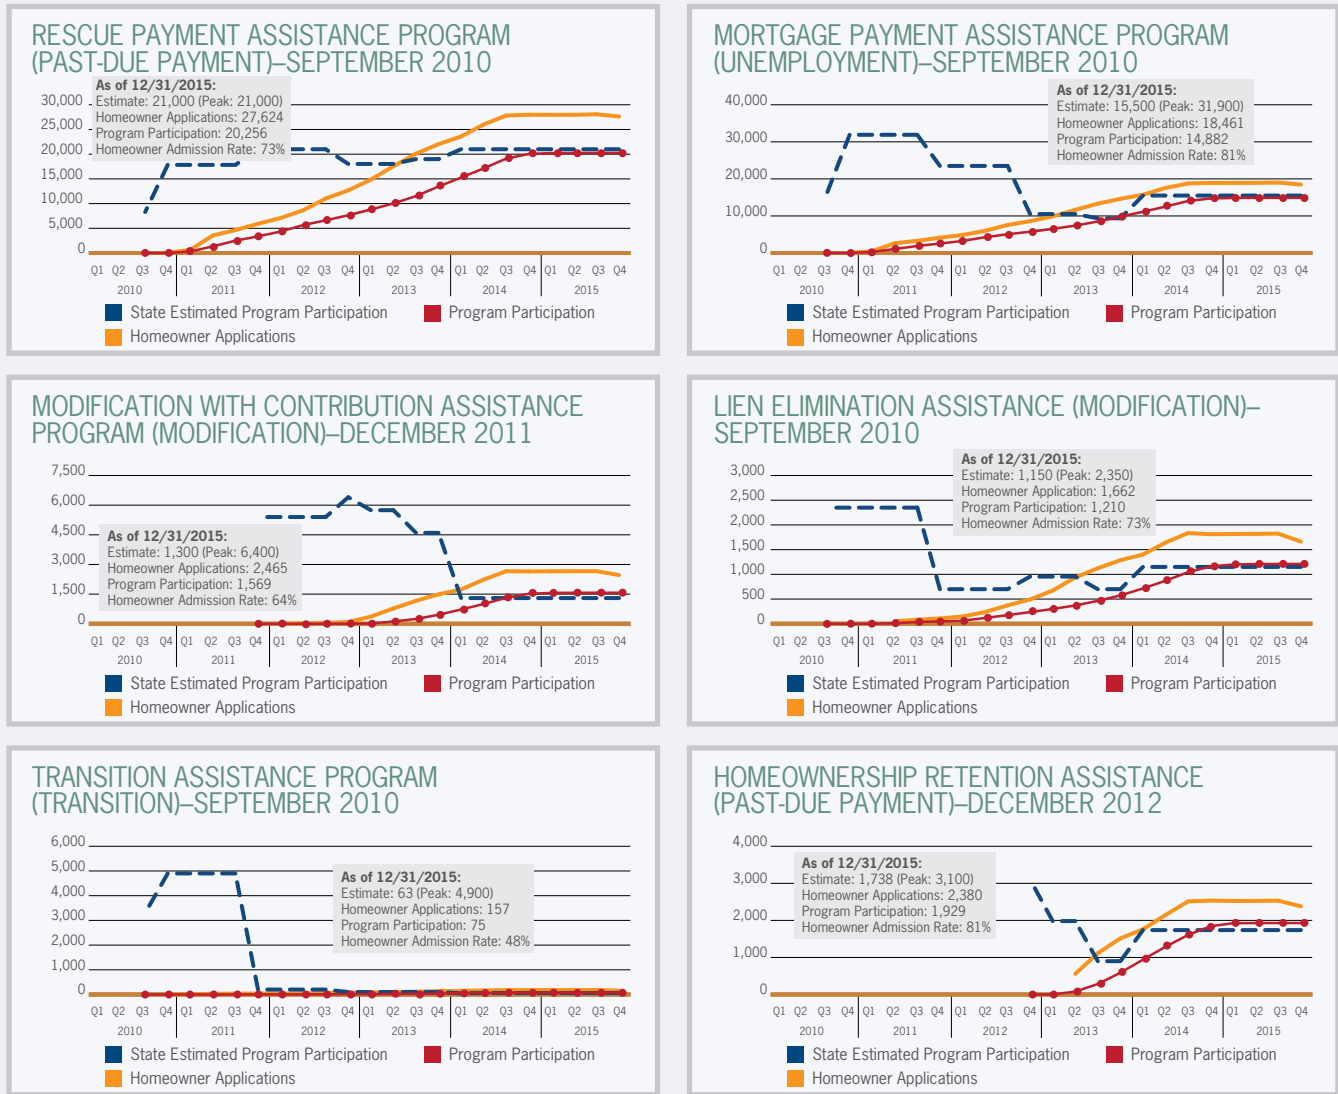 RESCUE PAYMENT ASSISTANCE PROGRAM
(PAST-DUE PAYMENT)–SEPTEMBER 2010
As of 12/31/2015:
Estimate: 21,000 (Peak: 21,000)
Homeowner Applications: 27,624
Program Participation: 20,256
Homeowner Admission Rate: 73%
30,000
25,000
20,000
15,000
10,000
5,000
0
Q1 Q2 Q3 Q4 Q1 Q2 Q3 Q4 Q1 Q2 Q3 Q4 Q1 Q2 Q3 Q4 Q1 Q2 Q3 Q4 Q1 Q2 Q3 Q4
2010 2011 2012 2013 2014 2015
State Estimated Program Participation Program Participation
Homeowner Applications
MORTGAGE PAYMENT ASSISTANCE PROGRAM
(UNEMPLOYMENT)–SEPTEMBER 2010
As of 12/31/2015:
Estimate: 15,500 (Peak: 31,900)
Homeowner Applications: 18,461
Program Participation: 14,882
Homeowner Admission Rate: 81%
40,000
30,000
20,000
10,000
0
Q1 Q2 Q3 Q4 Q1 Q2 Q3 Q4 Q1 Q2 Q3 Q4 Q1 Q2 Q3 Q4 Q1 Q2 Q3 Q4 Q1 Q2 Q3 Q4
2010 2011 2012 2013 2014 2015
State Estimated Program Participation Program Participation
Homeowner Applications
MODIFICATION WITH CONTRIBUTION ASSISTANCE
PROGRAM (MODIFICATION)–DECEMBER 2011
7,500
6,000
4,500
3,000
1,500
0
As of 12/31/2015:
Estimate: 1,300 (Peak: 6,400)
Homeowner Applications: 2,465
Program Participation: 1,569
Homeowner Admission Rate: 64%
Q1 Q2 Q3 Q4 Q1 Q2 Q3 Q4 Q1 Q2 Q3 Q4 Q1 Q2 Q3 Q4 Q1 Q2 Q3 Q4 Q1 Q2 Q3 Q4
2010 2011 2012 2013 2014 2015
State Estimated Program Participation Program Participation
Homeowner Applications
LIEN ELIMINATION ASSISTANCE (MODIFICATION)–
SEPTEMBER 2010
As of 12/31/2015:
Estimate: 1,150 (Peak: 2,350)
Homeowner Application: 1,662
Program Participation: 1,210
Homeowner Admission Rate: 73%
3,000
2,500
2,000
1,500
1,000
500
0
Q1 Q2 Q3 Q4 Q1 Q2 Q3 Q4 Q1 Q2 Q3 Q4 Q1 Q2 Q3 Q4 Q1 Q2 Q3 Q4 Q1 Q2 Q3 Q4
2010 2011 2012 2013 2014 2015
State Estimated Program Participation Program Participation
Homeowner Applications
TRANSITION ASSISTANCE PROGRAM
(TRANSITION)–SEPTEMBER 2010
6,000
5,000
4,000
3,000
2,000
1,000
0
As of 12/31/2015:
Estimate: 63 (Peak: 4,900)
Homeowner Applications: 157
Program Participation: 75
Homeowner Admission Rate: 48%
Q1 Q2 Q3 Q4 Q1 Q2 Q3 Q4 Q1 Q2 Q3 Q4 Q1 Q2 Q3 Q4 Q1 Q2 Q3 Q4 Q1 Q2 Q3 Q4
2010 2011 2012 2013 2014 2015
State Estimated Program Participation Program Participation
Homeowner Applications
HOMEOWNERSHIP RETENTION ASSISTANCE
(PAST-DUE PAYMENT)–DECEMBER 2012
4,000
3,000
2,000
1,000
0
As of 12/31/2015:
Estimate: 1,738 (Peak: 3,100)
Homeowner Applications: 2,380
Program Participation: 1,929
Homeowner Admission Rate: 81%
Q1 Q2 Q3 Q4 Q1 Q2 Q3 Q4 Q1 Q2 Q3 Q4 Q1 Q2 Q3 Q4 Q1 Q2 Q3 Q4 Q1 Q2 Q3 Q4
2010 2011 2012 2013 2014 2015
State Estimated Program Participation Program Participation
Homeowner Applications